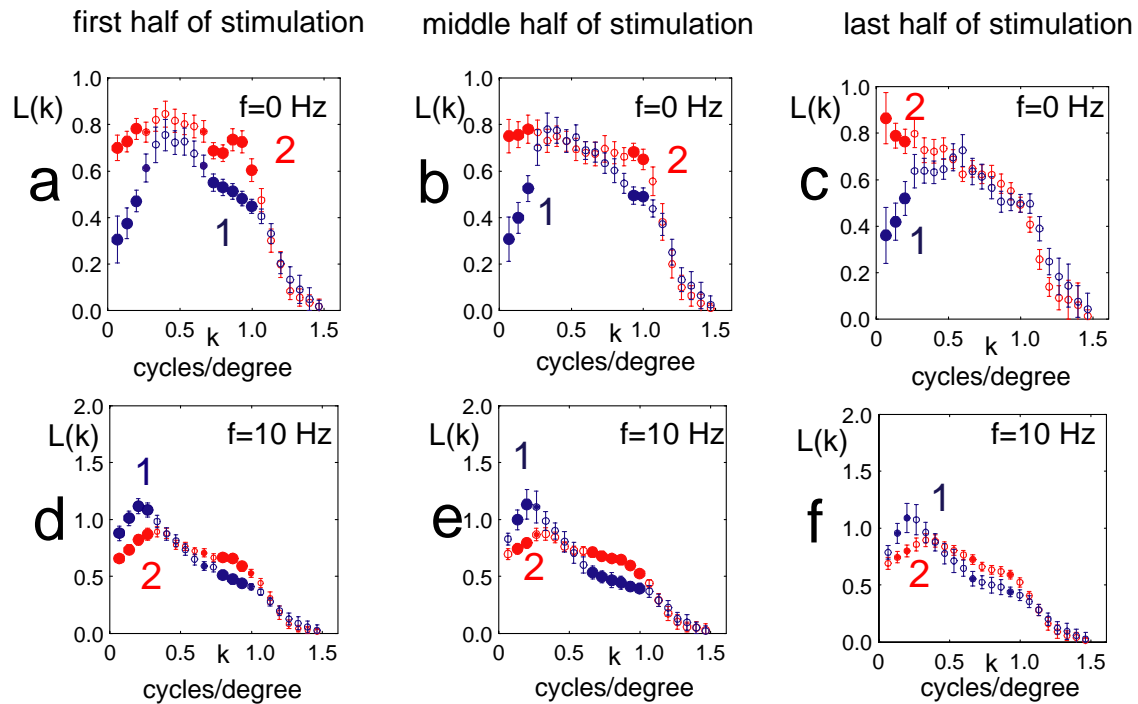 first half of stimulation
middle half of stimulation
last half of stimulation
1.0
L(k)
f=0 Hz
0.8
0.6
0.4
0.2
0.0
2
1
a
0
0.5
1.0
1.5
k
cycles/degree
1.0
L(k)
f=0 Hz
0.8
0.6
0.4
0.2
0.0
2
1
b
0
0.5
1.0
1.5
k
cycles/degree
1.0
L(k)
f=0 Hz
0.8
0.6
0.4
0.2
0.0
2
1
c
0
0.5
1.0
1.5
k
cycles/degree
2.0
L(k)
f=10 Hz
1.5
1.0
0.5
0.0
1
2
d
0
0.5
1.0
1.5
k
cycles/degree
2.0
L(k)
f=10 Hz
1.5
1.0
0.5
0.0
1
2
e
0
0.5
1.0
1.5
k
cycles/degree
2.0
L(k)
f=10 Hz
1.5
1.0
0.5
0.0
1
2
f
0
0.5
1.0
1.5
k
cycles/degree